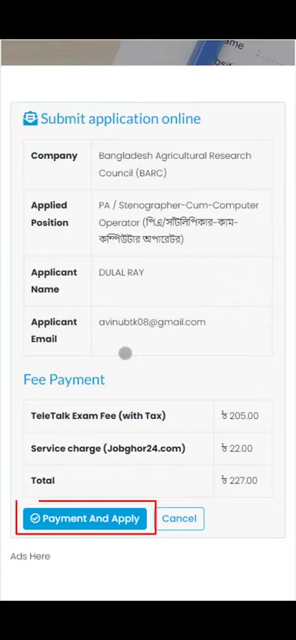 ame
Submit application online
Company
Bangladesh Agricultural Research
Council (BARC)
Applied
Position
PA / Stenographer-Cum-Computer
Operator (পিএ/সাঁটলিপিকার-কাম-
কম্পিউটার অপারেটর)
Applicant
Name
DULAL RAY
Applicant
Email
avinubtk08@gmail.com
Fee Payment
TeleTalk Exam Fee (with Tax)
৳ 205.00
Service charge (Jobghor24.com)
৳ 22.00
Total
৳ 227.00
Payment And Apply
Cancel
Ads Here